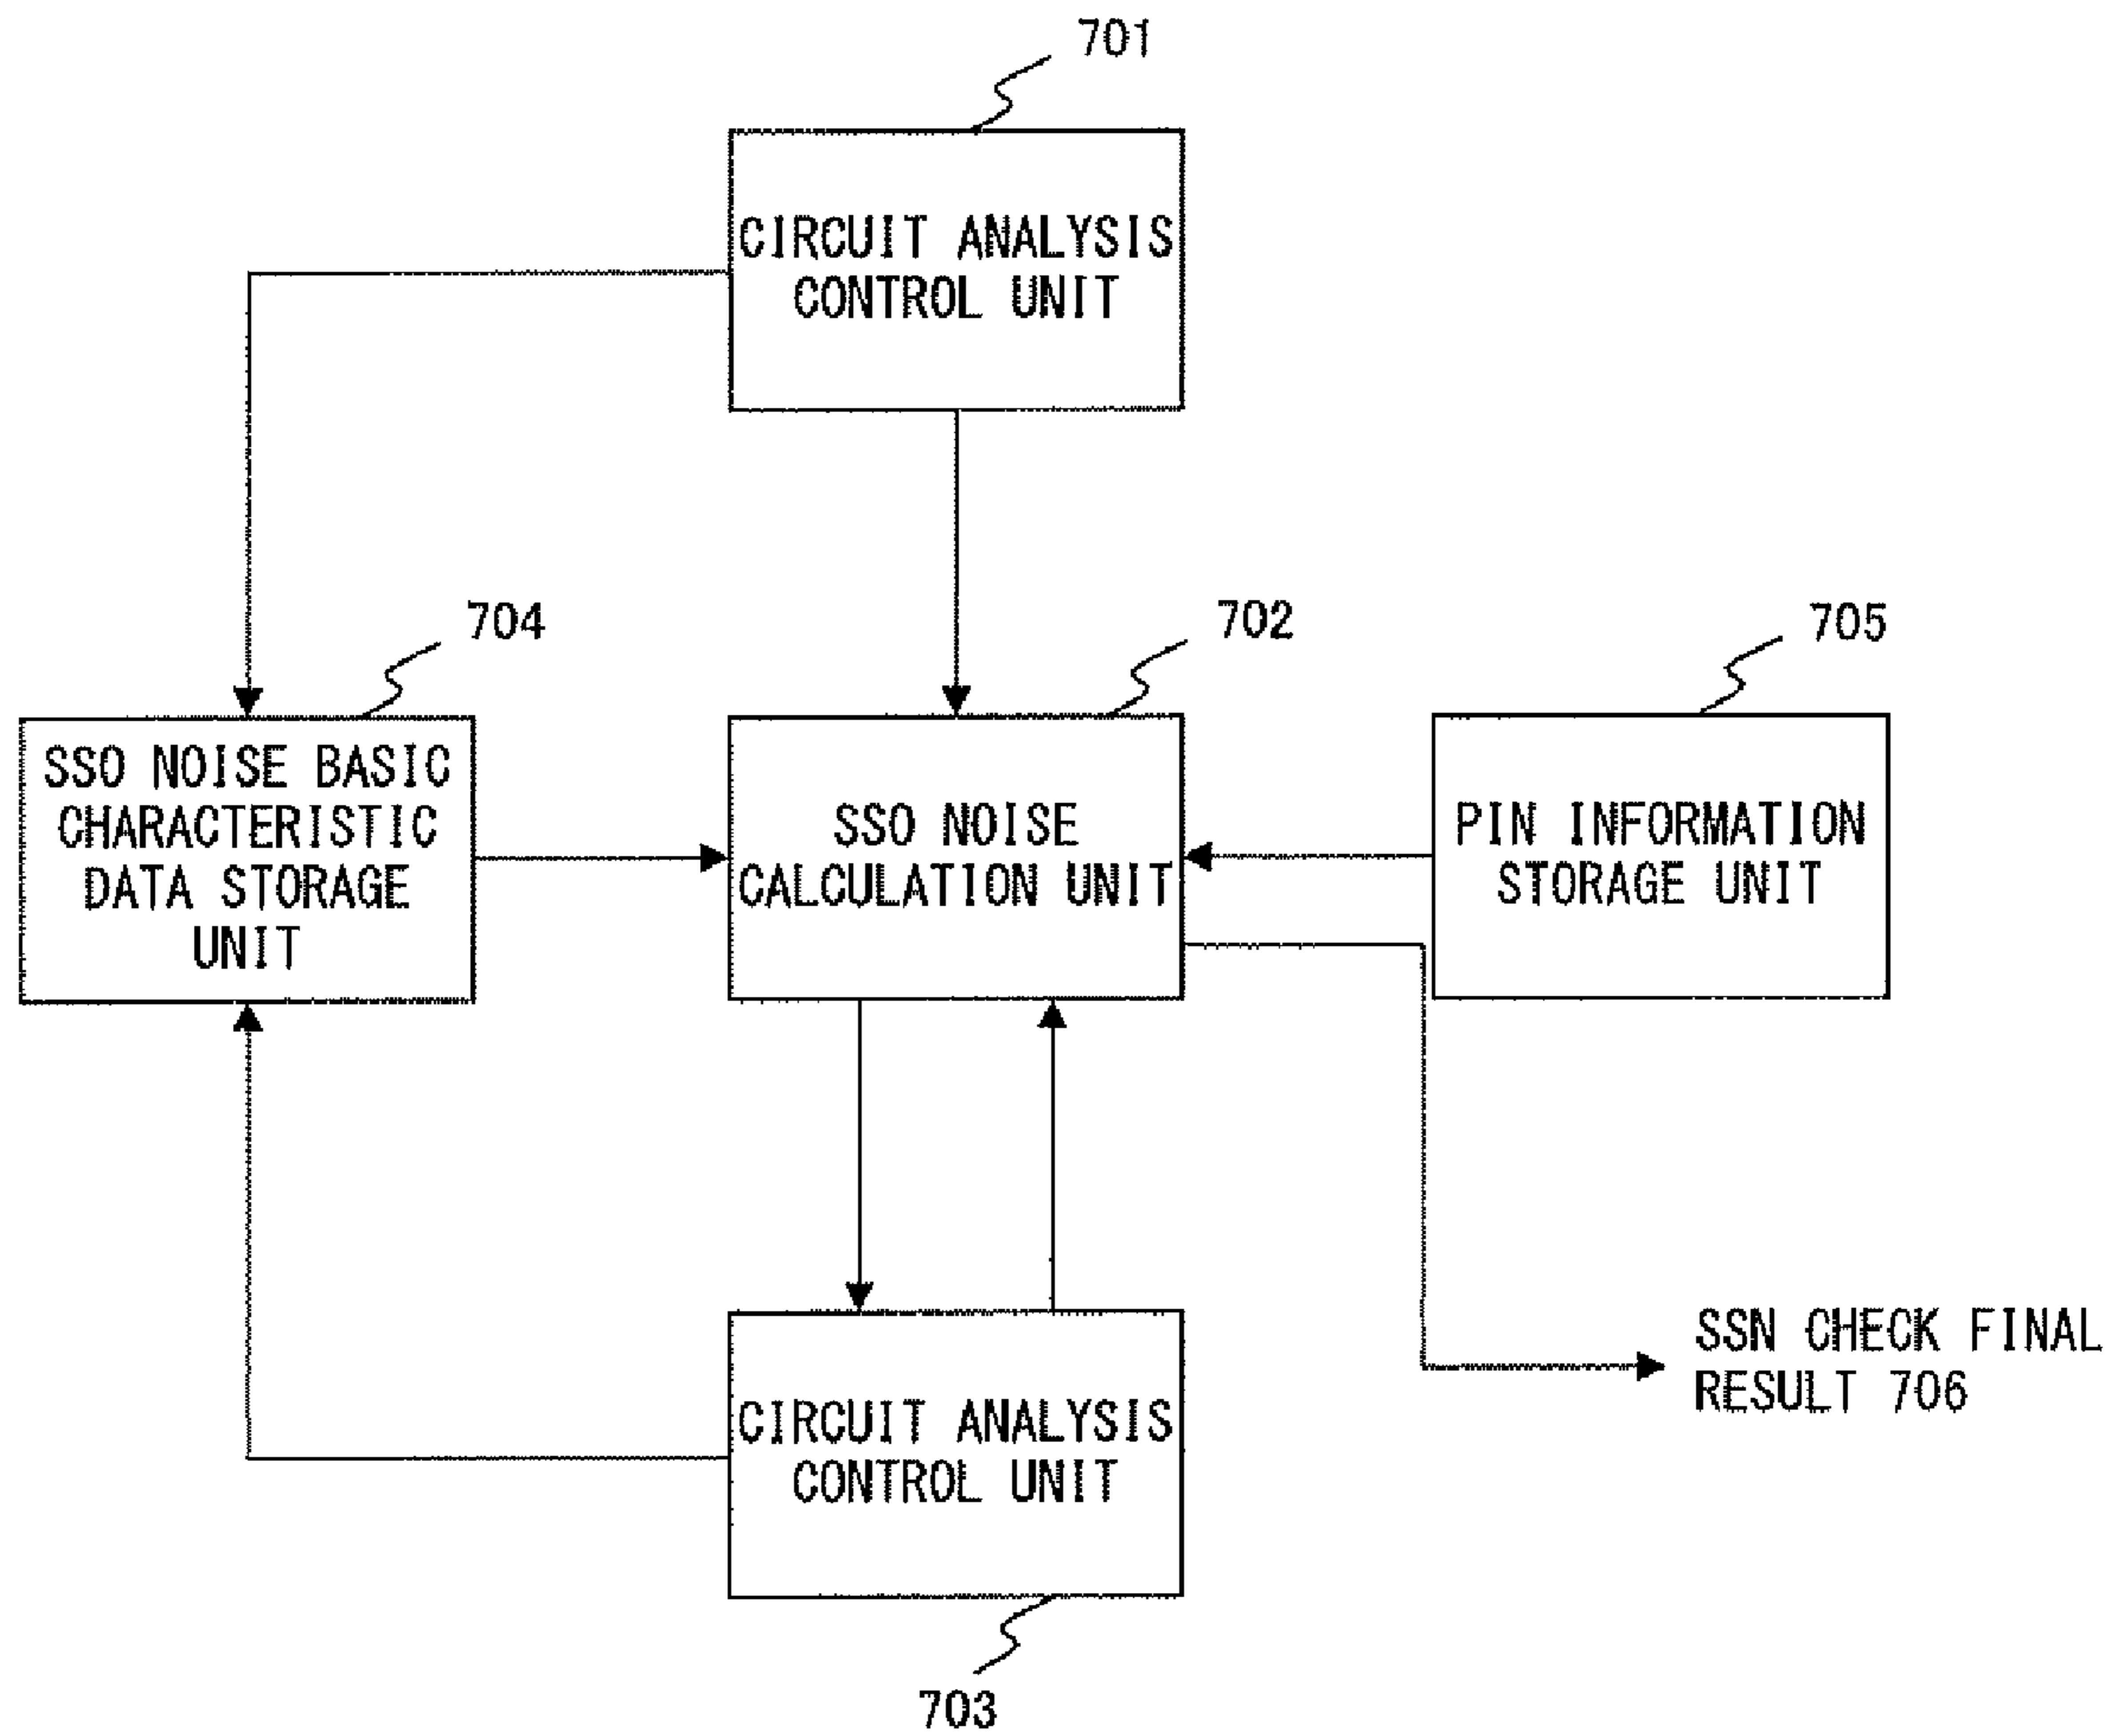 701
CIRCUIT ANALYSIS
CONTROL UNIT
704
702
705
SSO NOISE BASIC
CHARACTERISTIC
DATA STORAGE
UNIT
SSO NOISE
CALCULATION UNIT
PIN INFORMATION
STORAGE UNIT
SSN CHECK FINAL
RESULT 706
CIRCUIT ANALYSIS
CONTROL UNIT
703